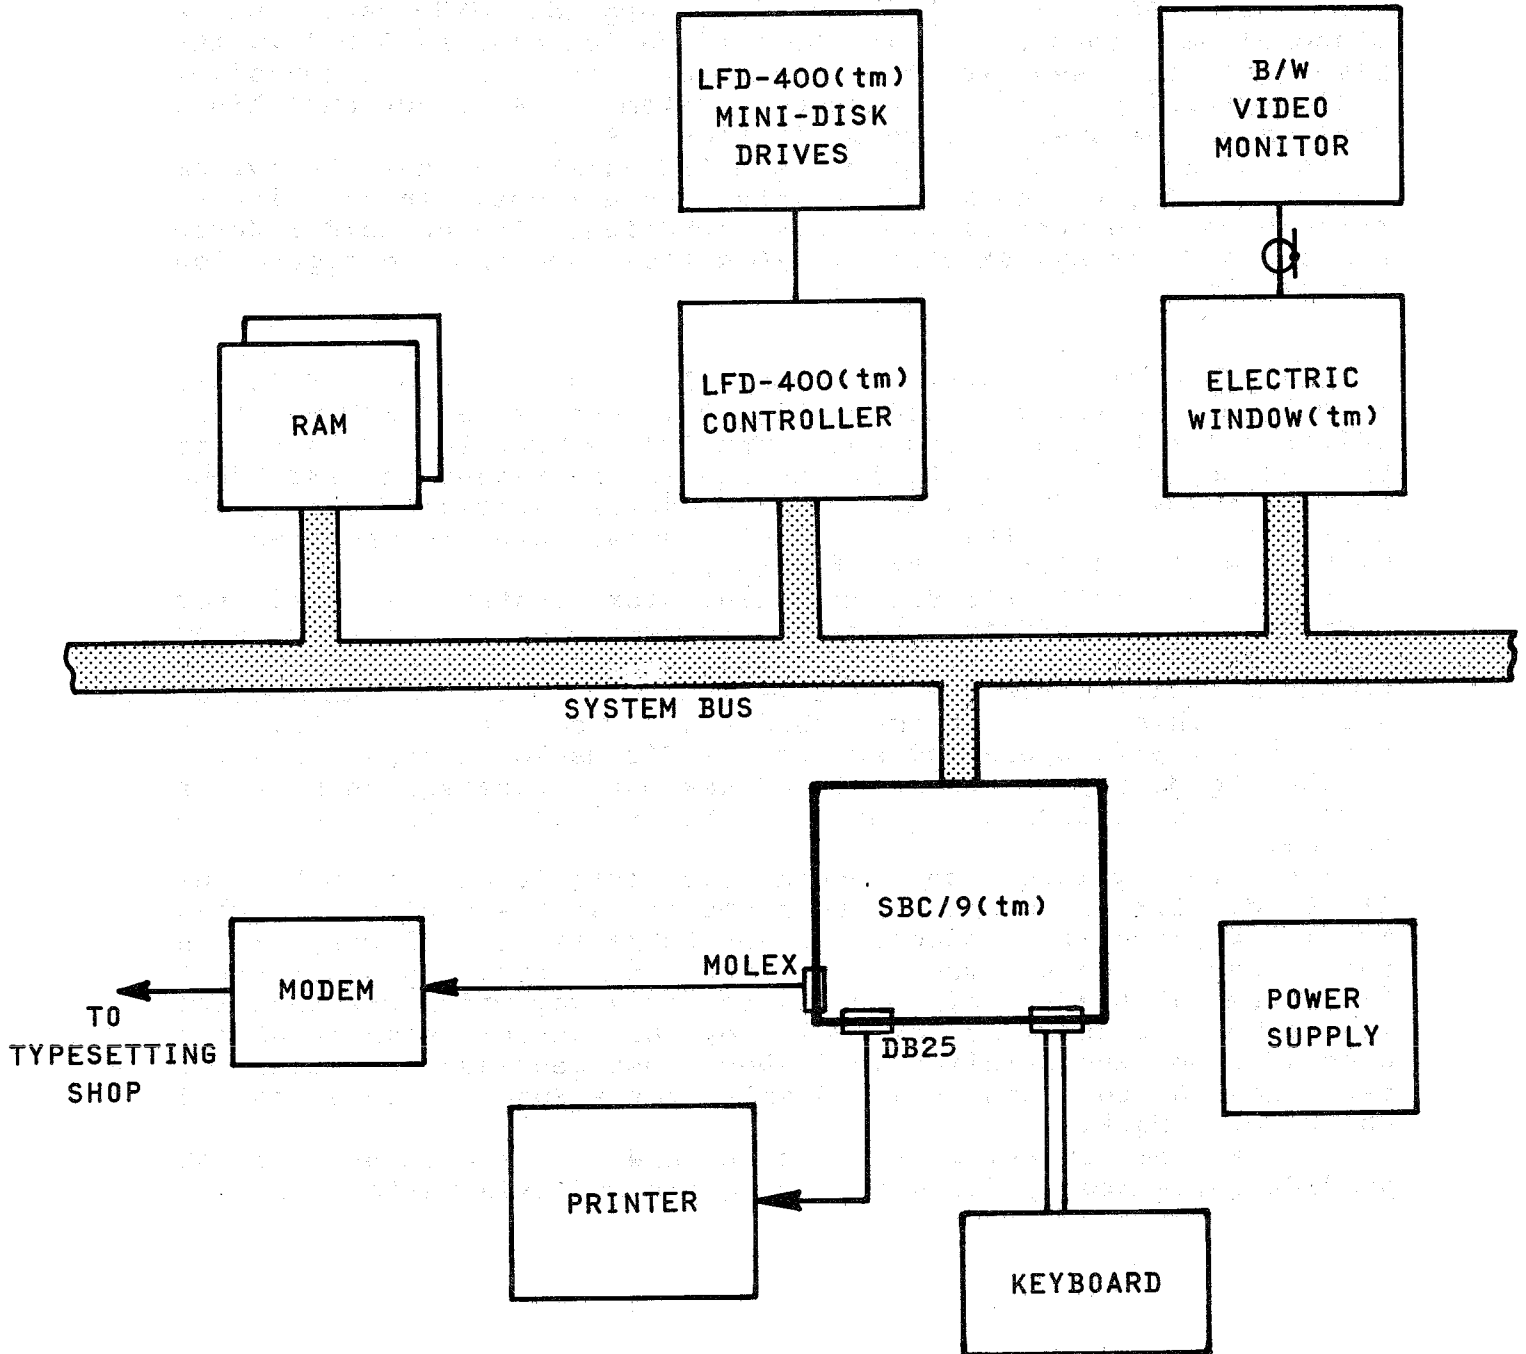 LFD-400(tm)
MINI-DISK
DRIVES
B/W
VIDEO
MONITOR
RAM
LFD-400(tm)
CONTROLLER
ELECTRIC
WINDOW(tm)
SYSTEM BUS
SBC/9(tm)
MOLEX
MODEM
TO
TYPESETTING
SHOP
DB25
POWER
SUPPLY
PRINTER
KEYBOARD